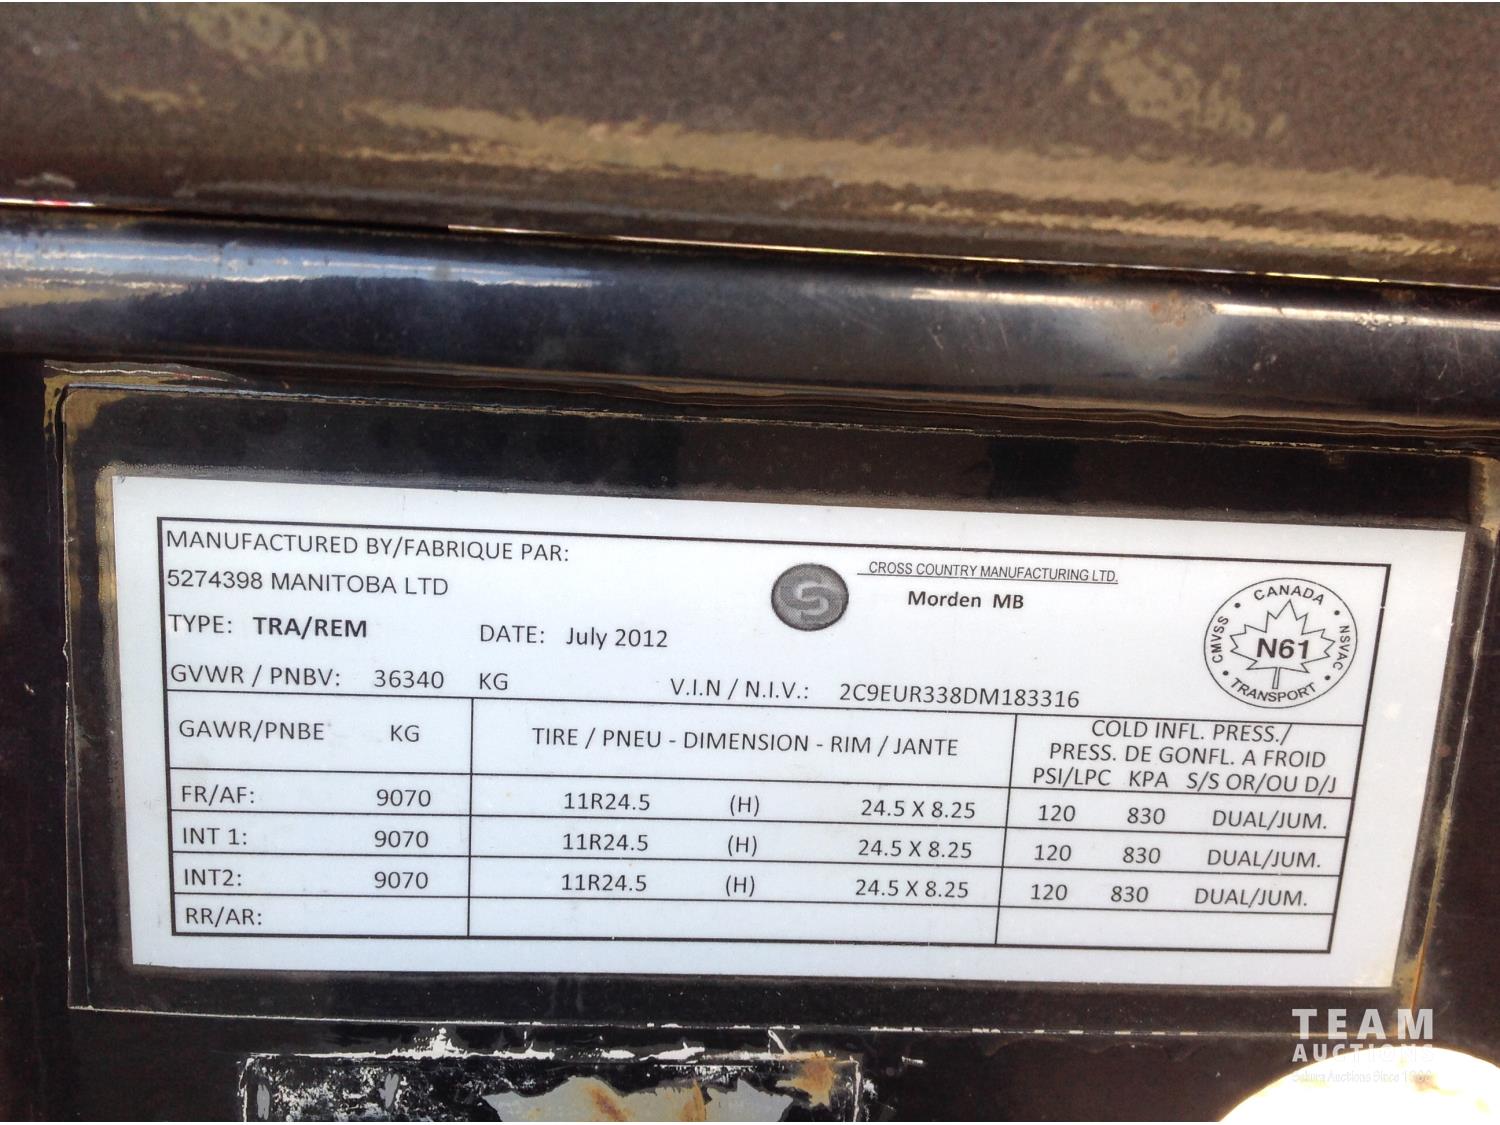 MANUFACTURED BY/FABRIQUE PAR:
5274398 MANITOBA LTD
S CROSS COUNTRY MANUFACTURING LTD.
Morden MB
TYPE: TRA/REM DATE: July 2012
CANADA
CMVSS N61 NSVAC
TRANSPORT
GVWR / PNBV: 36340 KG V.I.N / N.I.V.: 2C9EUR338DM183316
GAWR/PNBE KG TIRE / PNEU - DIMENSION - RIM / JANTE COLD INFL. PRESS./
PRESS. DE GONFL. A FROID
PSI/LPC KPA S/S OR/OU D/J
FR/AF: 9070 11R24.5 (H) 24.5 X 8.25 120 830 DUAL/JUM.
INT 1: 9070 11R24.5 (H) 24.5 X 8.25 120 830 DUAL/JUM.
INT2: 9070 11R24.5 (H) 24.5 X 8.25 120 830 DUAL/JUM.
RR/AR:
TEAM
AUCTIONS
Auctions Since